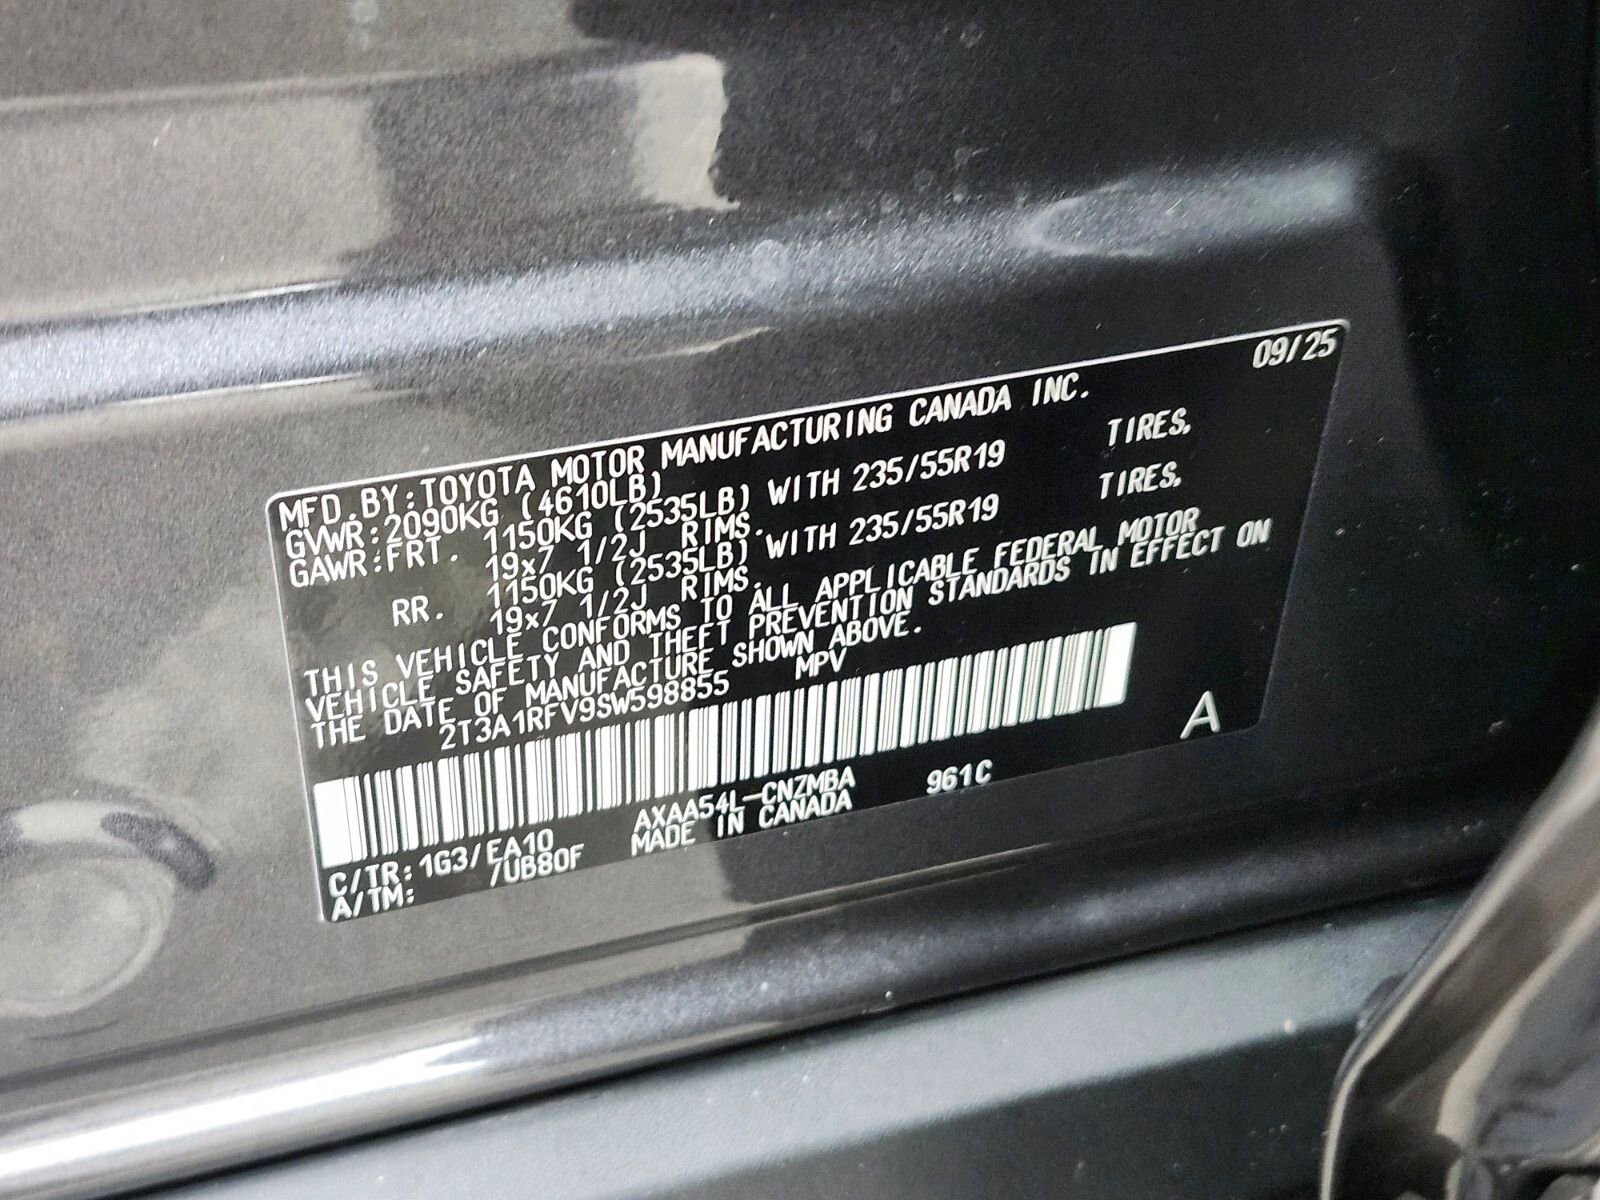 09/25
MFD.BY:TOYOTA MOTOR MANUFACTURING CANADA INC.
GVWR:2090KG (4610LB)
GAWR:FRT. 1150KG (2535LB) WITH 235/55R19 TIRES,
19x7 1/2J RIMS.
RR. 1150KG (2535LB) WITH 235/55R19 TIRES,
19x7 1/2J RIMS.
THIS VEHICLE CONFORMS TO ALL APPLICABLE FEDERAL MOTOR
VEHICLE SAFETY AND THEFT PREVENTION STANDARDS IN EFFECT ON
THE DATE OF MANUFACTURE SHOWN ABOVE.
2T3A1RFV9SW598855 MPV
A
C/TR:1G3/EA10 AXAA54L-CNZMBA 961C
A/TM: 7UB80F MADE IN CANADA